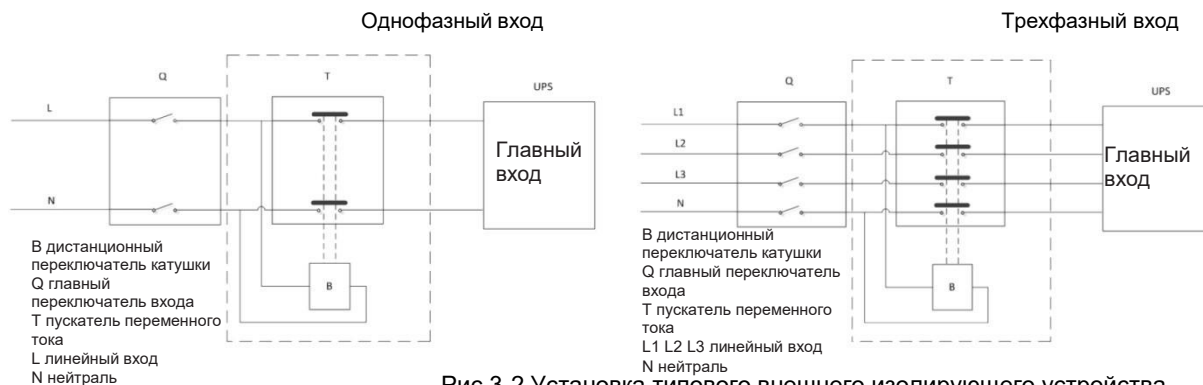 Однофазный вход
Трехфазный вход
Q
T
UPS
L
N
Главный
вход
B
В дистанционный
переключатель катушки
Q главный
переключатель входа
Т пускатель переменного
тока
L линейный вход
N нейтраль
Q
T
UPS
L1
L2
L3
N
Главный
вход
B
В дистанционный
переключатель катушки
Q главный переключатель
входа
Т пускатель переменного
тока
L1 L2 L3 линейный вход
N нейтраль
Рис.3-2 Установка типового внешнего изолирующего устройства